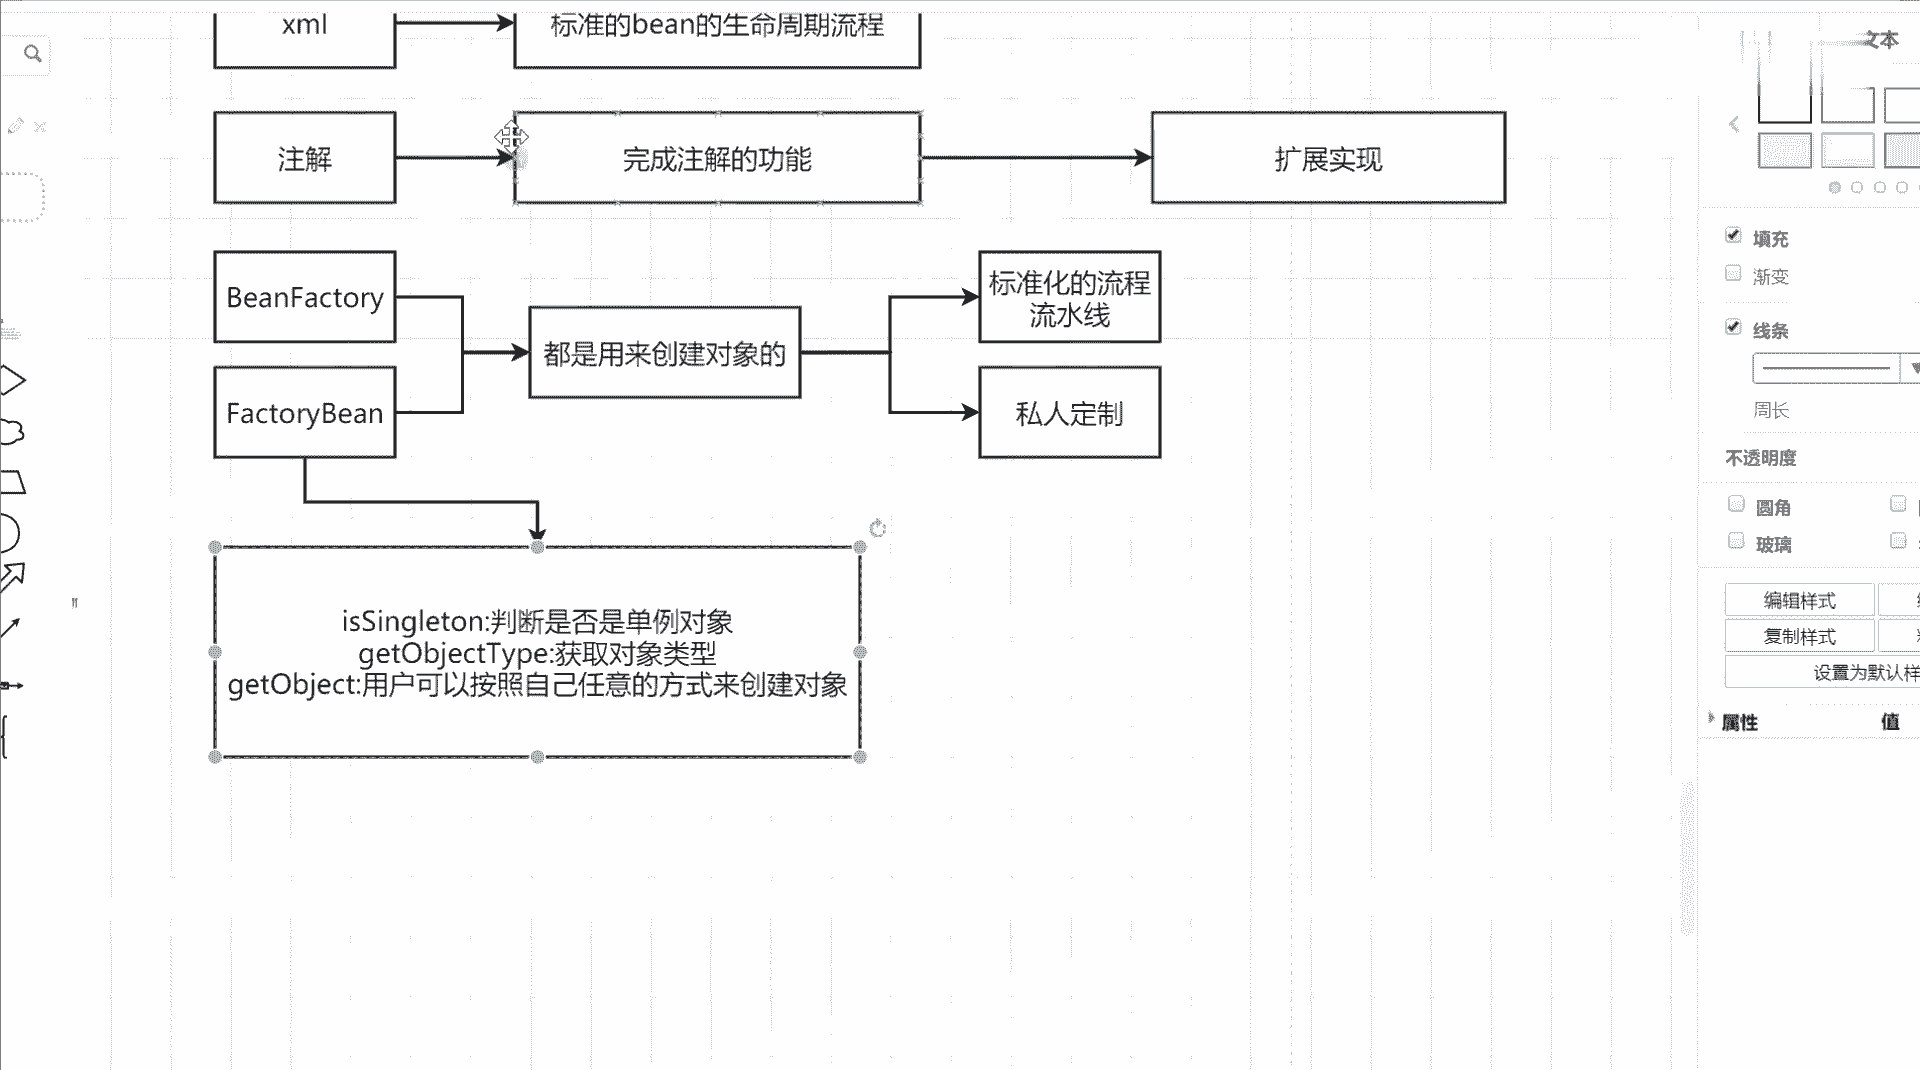 xml
标准的bean的生命周期流程
注解
完成注解的功能
扩展实现
BeanFactory
FactoryBean
都是用来创建对象的
标准化的流程
流水线
私人定制
isSingleton:判断是否是单例对象
getObjectType:获取对象类型
getObject:用户可以按照自己任意的方式来创建对象
文本
填充
渐变
线条
周长
不透明度
圆角
玻璃
编辑样式
复制样式
设置为默认样
属性
值